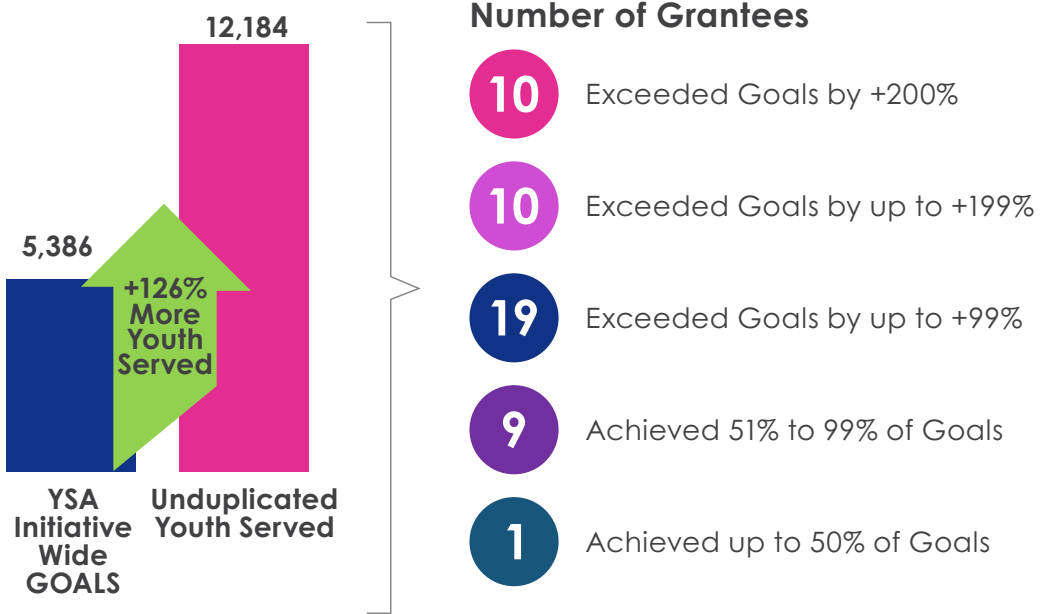 12,184
5,386
+126%
More
Youth
Served
YSA
Initiative
Wide
GOALS
Unduplicated
Youth Served
Number of Grantees
10 Exceeded Goals by +200%
10 Exceeded Goals by up to +199%
19 Exceeded Goals by up to +99%
9 Achieved 51% to 99% of Goals
1 Achieved up to 50% of Goals